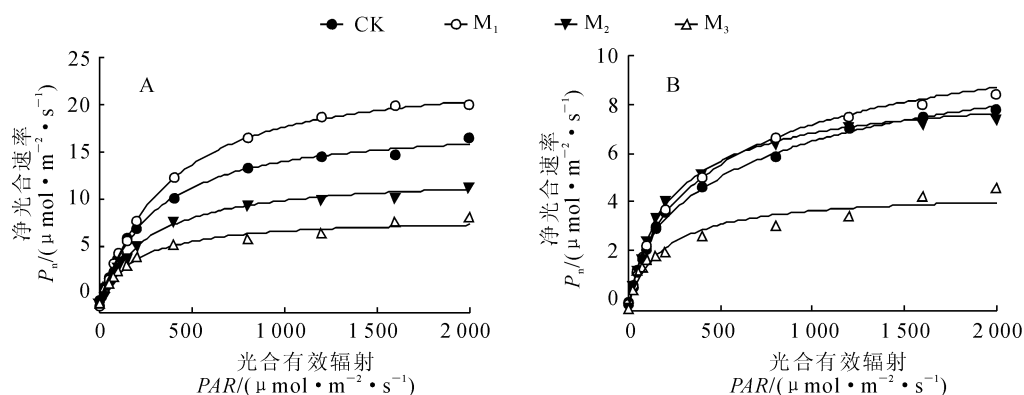 CK M₁ M₂ M₃
A
25
20
15
10
5
0
净光合速率
Pₙ/(μmol·m⁻²·s⁻¹)
0 500 1 000 1 500 2 000
光合有效辐射
PAR/(μmol·m⁻²·s⁻¹)
B
10
8
6
4
2
0
净光合速率
Pₙ/(μmol·m⁻²·s⁻¹)
0 500 1 000 1 500 2 000
光合有效辐射
PAR/(μmol·m⁻²·s⁻¹)